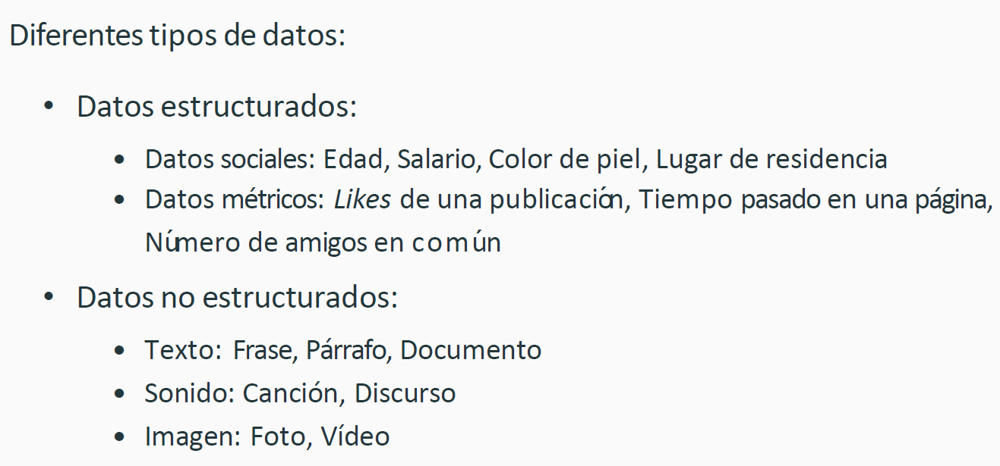 Diferentes tipos de datos:
• Datos estructurados:
• Datos sociales: Edad, Salario, Color de piel, Lugar de residencia
• Datos métricos: Likes de una publicación, Tiempo pasado en una página,
Número de amigos en común
• Datos no estructurados:
• Texto: Frase, Párrafo, Documento
• Sonido: Canción, Discurso
• Imagen: Foto, Vídeo